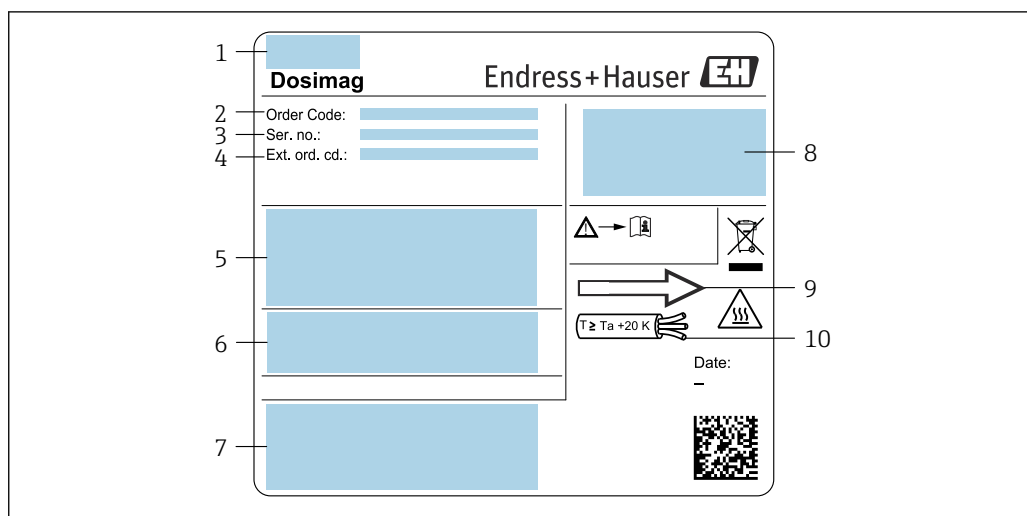 1
Dosimag
Endress+Hauser EH
2
Order Code:
3
Ser. no.:
4
Ext. ord. cd.:
8
5
9
6
T ≥ Ta +20 K
10
Date:
–
7